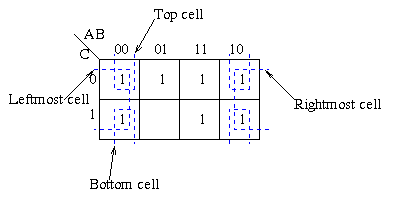 Top cell
AB
C
00 01 11 10
0 1 1 1 1
Leftmost cell
Rightmost cell
1 1 1 1
Bottom cell